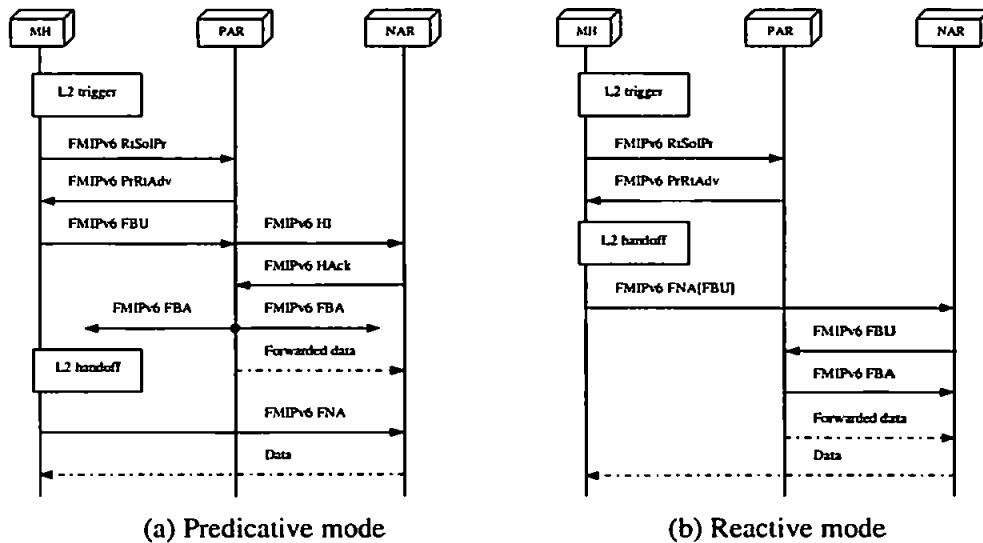 MH
PAR
NAR
L2 trigger
FMIPv6 RtSolPr
FMIPv6 PrRtAdv
FMIPv6 FBU
FMIPv6 HI
FMIPv6 HAck
FMIPv6 FBA
FMIPv6 FBA
Forwarded data
L2 handoff
FMIPv6 FNA
Data
(a) Predicative mode
MH
PAR
NAR
L2 trigger
FMIPv6 RtSolPr
FMIPv6 PrRtAdv
L2 handoff
FMIPv6 FNA[FBU]
FMIPv6 FBU
FMIPv6 FBA
Forwarded data
Data
(b) Reactive mode